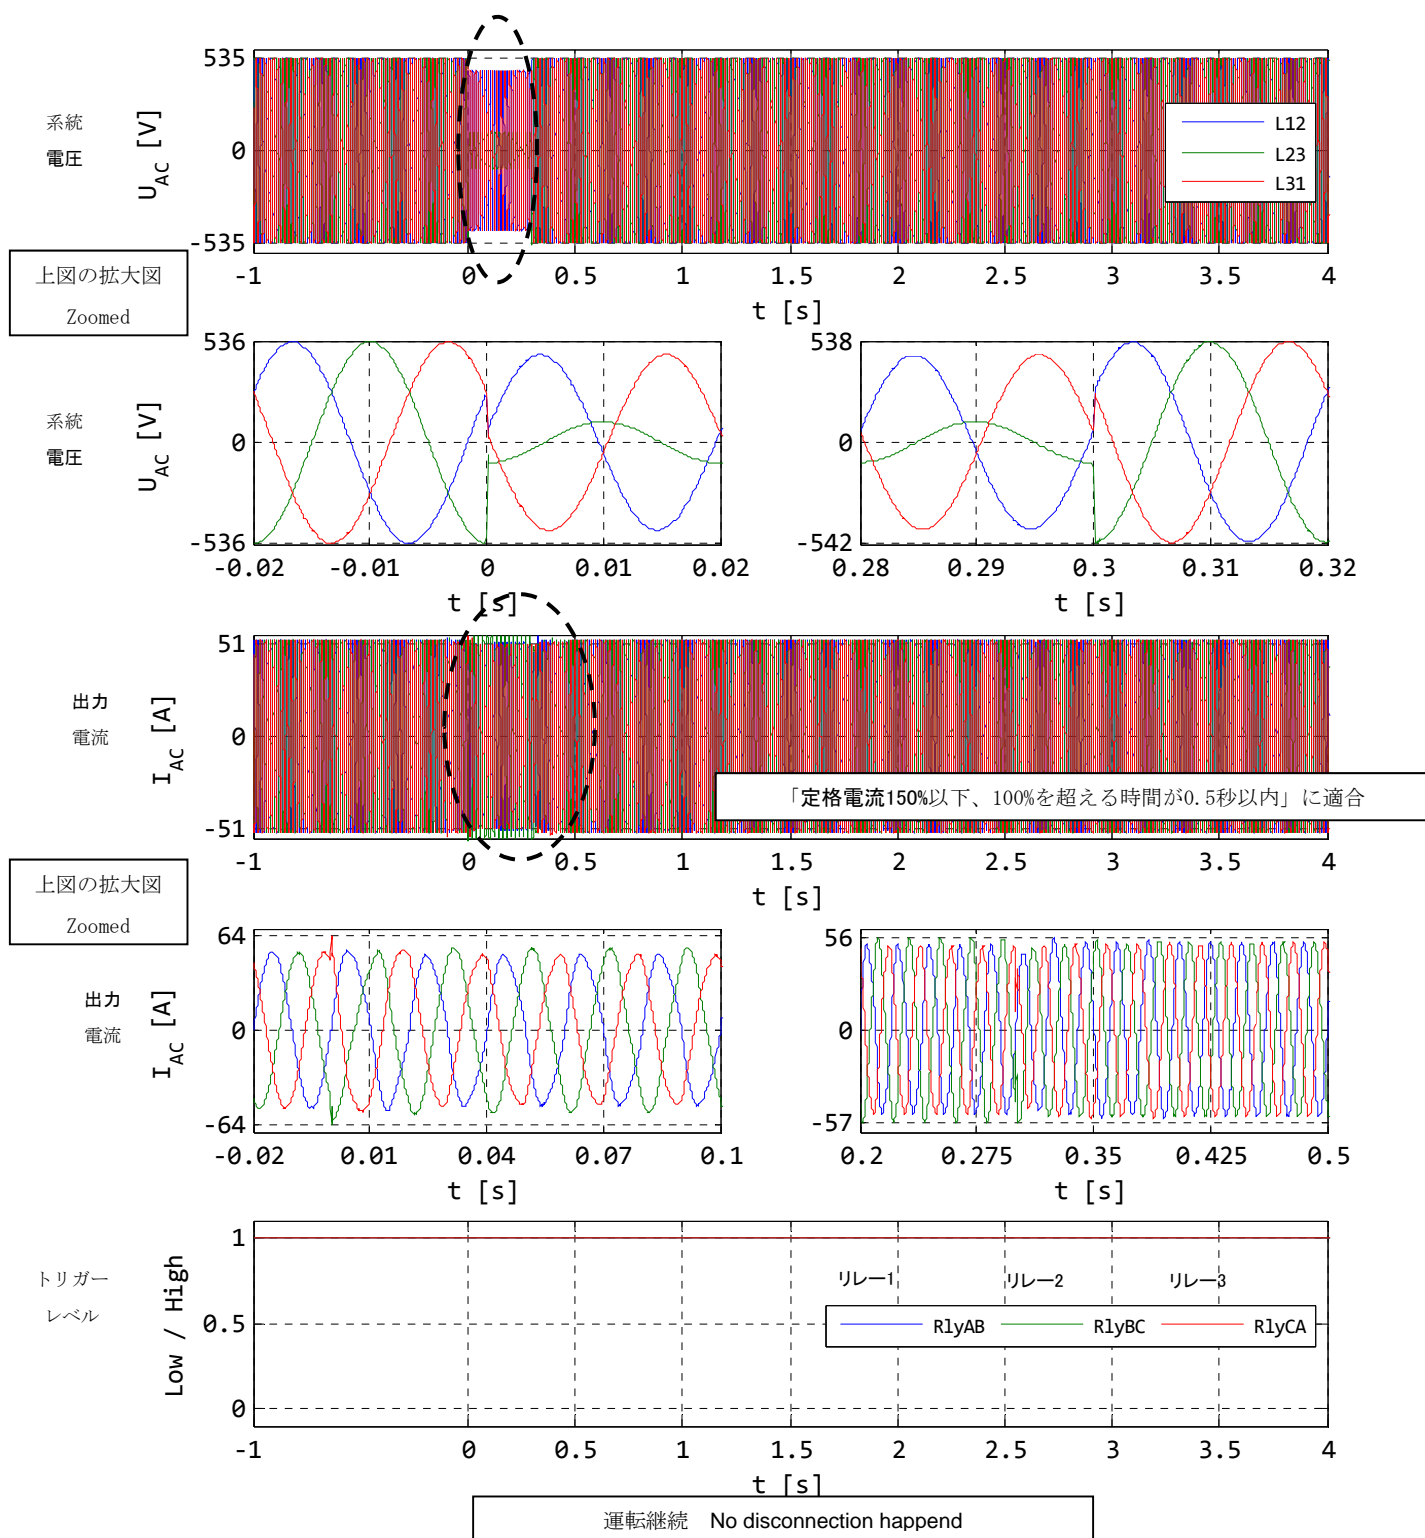 535
0
-535
系統
電圧
U_AC [V]
L12
L23
L31
-1
0
0.5
1
1.5
2
2.5
3
3.5
4
t [s]
上図の拡大図
Zoomed
536
0
-536
系統
電圧
U_AC [V]
-0.02
-0.01
0
0.01
0.02
t [s]
538
0
-542
0.28
0.29
0.3
0.31
0.32
t [s]
51
0
-51
出力
電流
I_AC [A]
「定格電流150%以下、100%を超える時間が0.5秒以内」に適合
-1
0
0.5
1
1.5
2
2.5
3
3.5
4
t [s]
上図の拡大図
Zoomed
64
0
-64
出力
電流
I_AC [A]
-0.02
0.01
0.04
0.07
0.1
t [s]
56
0
-57
0.2
0.275
0.35
0.425
0.5
t [s]
1
0.5
0
トリガー
レベル
Low / High
リレー1 リレー2 リレー3
RlyAB RlyBC RlyCA
-1
0
0.5
1
1.5
2
2.5
3
3.5
4
t [s]
運転継続 No disconnection happend